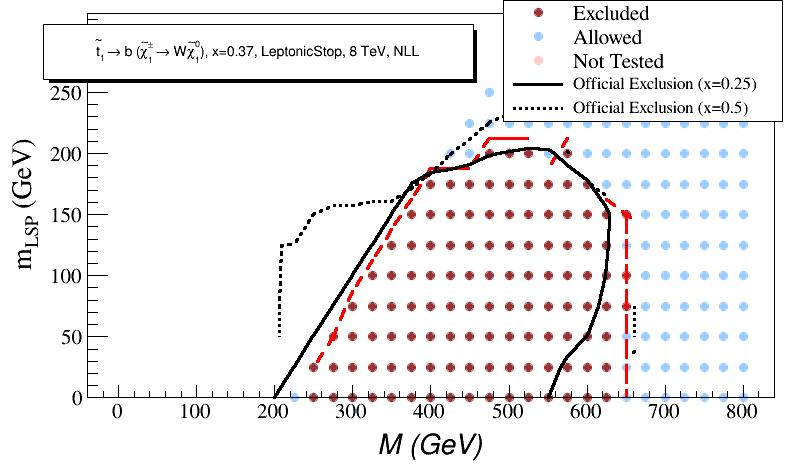 t̃₁ → b (χ̃₁± → Wχ̃₁⁰), x=0.37, LeptonicStop, 8 TeV, NLL
Excluded
Allowed
Not Tested
Official Exclusion (x=0.25)
Official Exclusion (x=0.5)
m_LSP (GeV)
250
200
150
100
50
0
0 100 200 300 400 500 600 700 800
M (GeV)